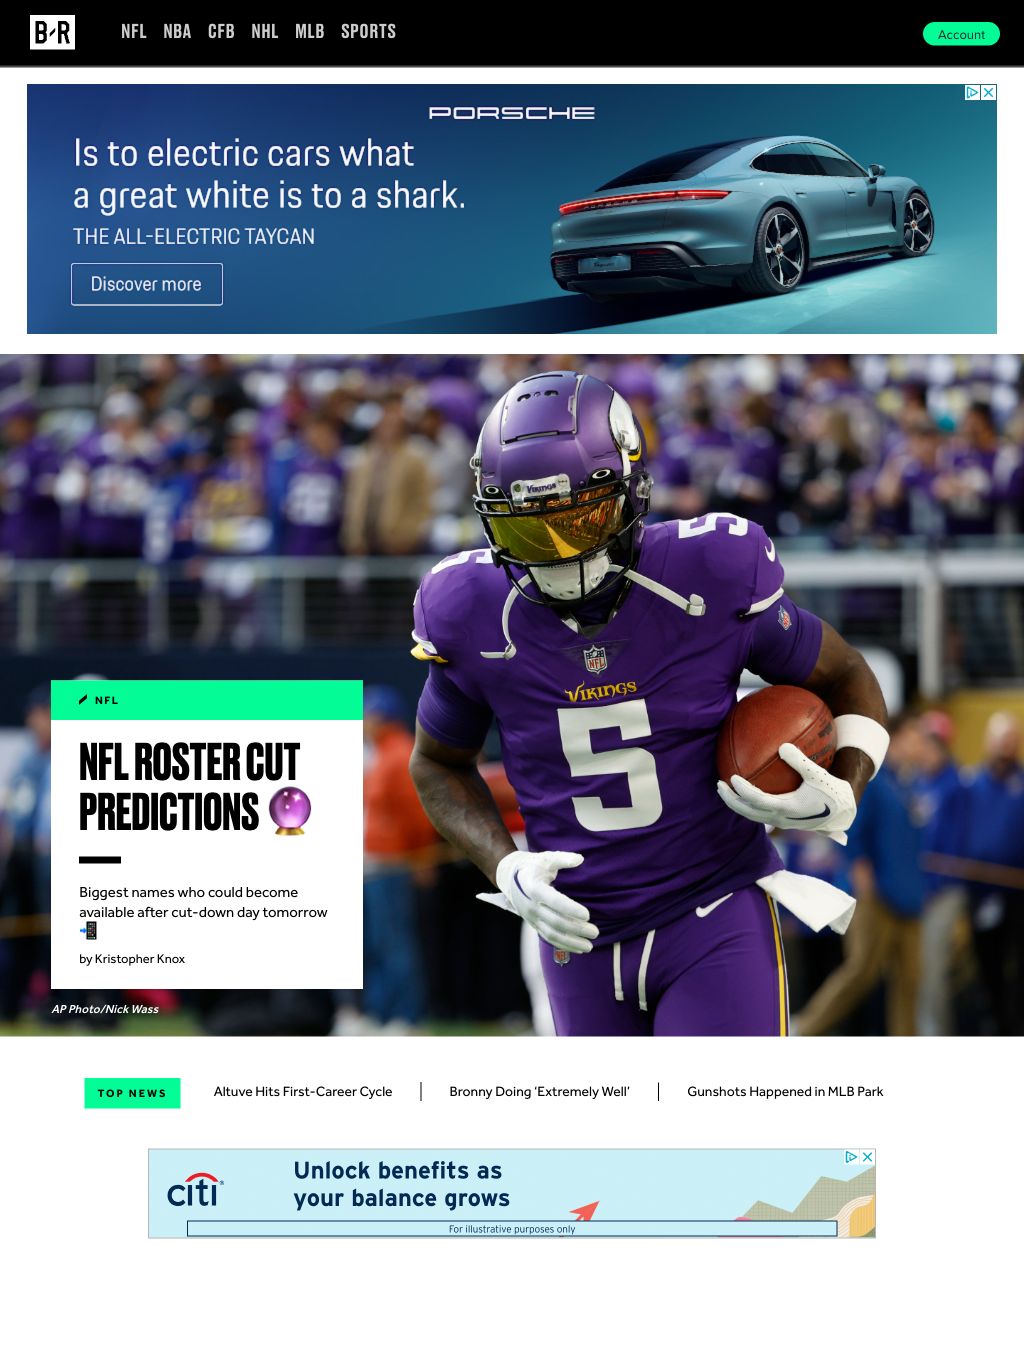 B/R
NFL NBA CFB NHL MLB SPORTS
Account
PORSCHE
Is to electric cars what
a great white is to a shark.
THE ALL-ELECTRIC TAYCAN
Discover more
Vikings
5
5
NFL
VIKINGS
5
NFL
NFL ROSTER CUT
PREDICTIONS 🔮
Biggest names who could become
available after cut-down day tomorrow
📲
by Kristopher Knox
AP Photo/Nick Wass
TOP NEWS
Altuve Hits First-Career Cycle
Bronny Doing ‘Extremely Well’
Gunshots Happened in MLB Park
citi
Unlock benefits as
your balance grows
For illustrative purposes only